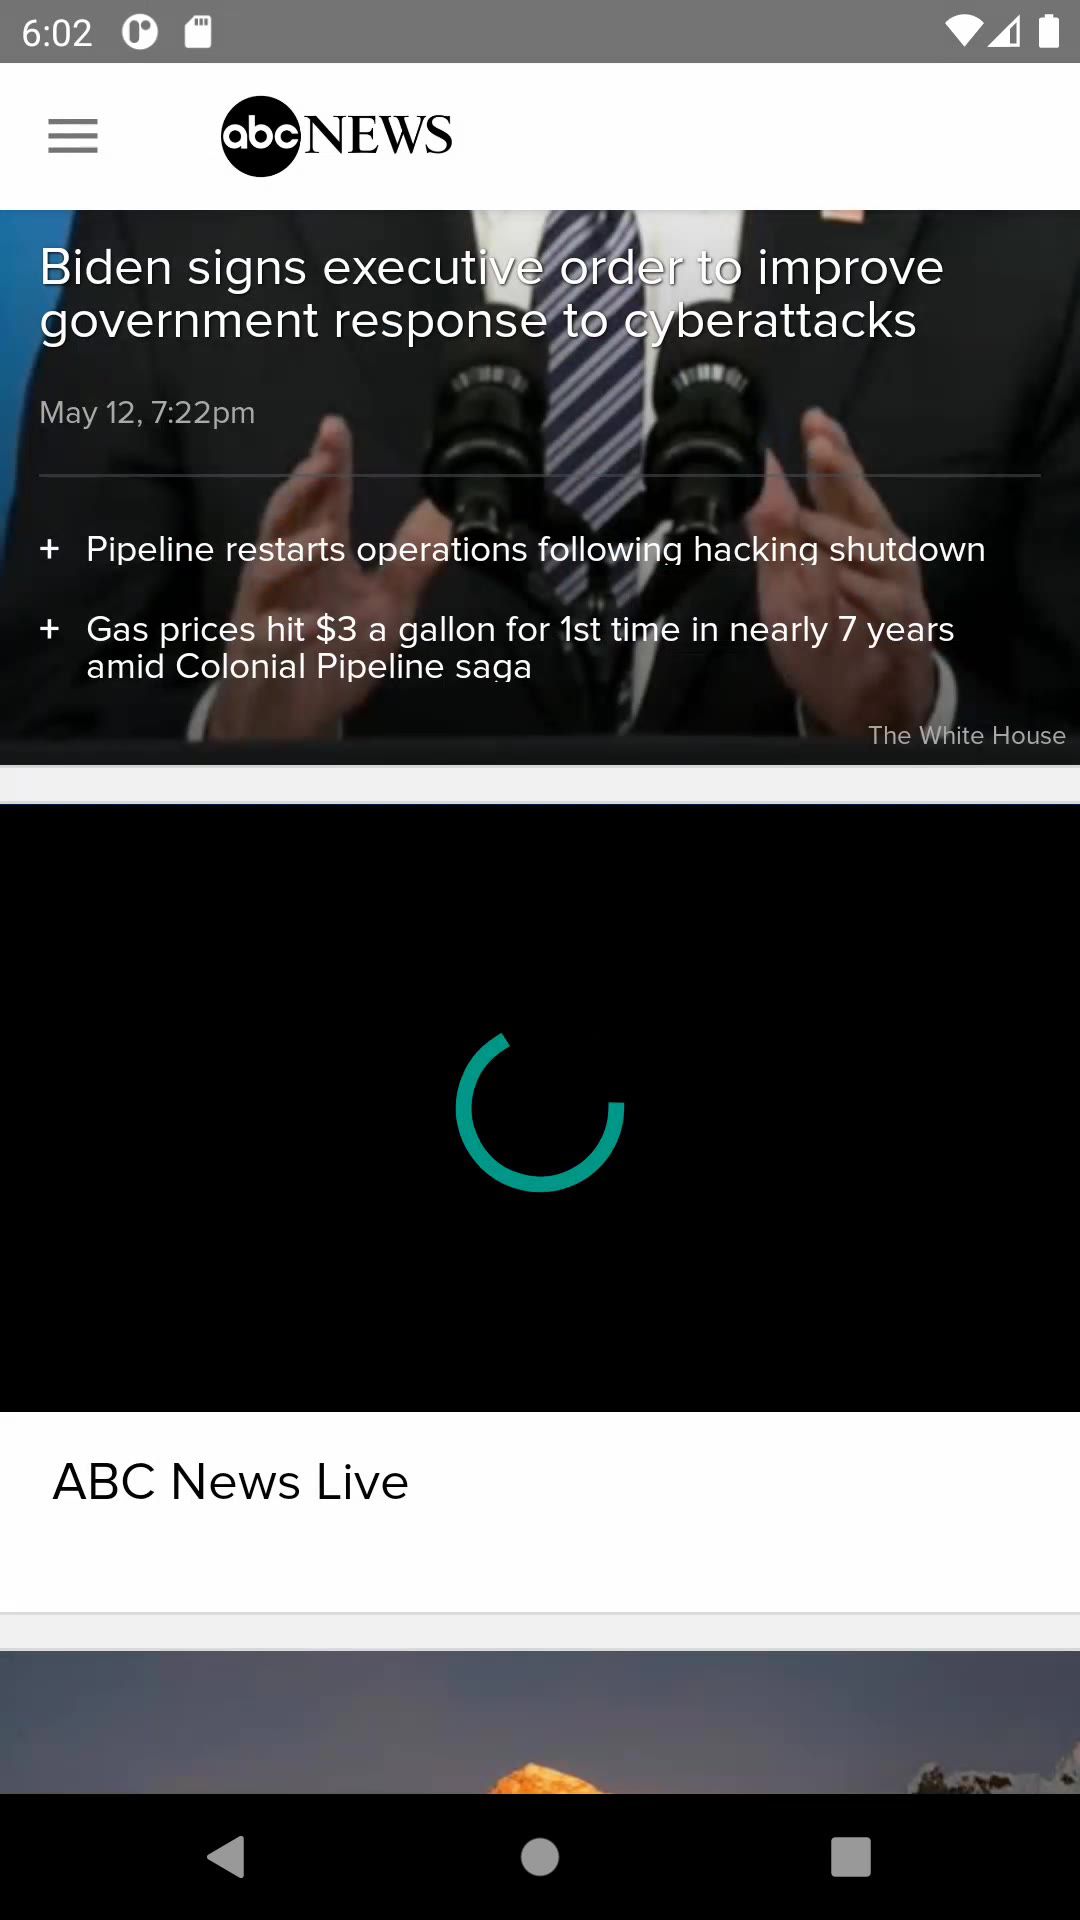 6:02
abc NEWS
Biden signs executive order to improve
government response to cyberattacks
May 12, 7:22pm
+ Pipeline restarts operations following hacking shutdown
+ Gas prices hit $3 a gallon for 1st time in nearly 7 years
amid Colonial Pipeline saga
The White House
ABC News Live